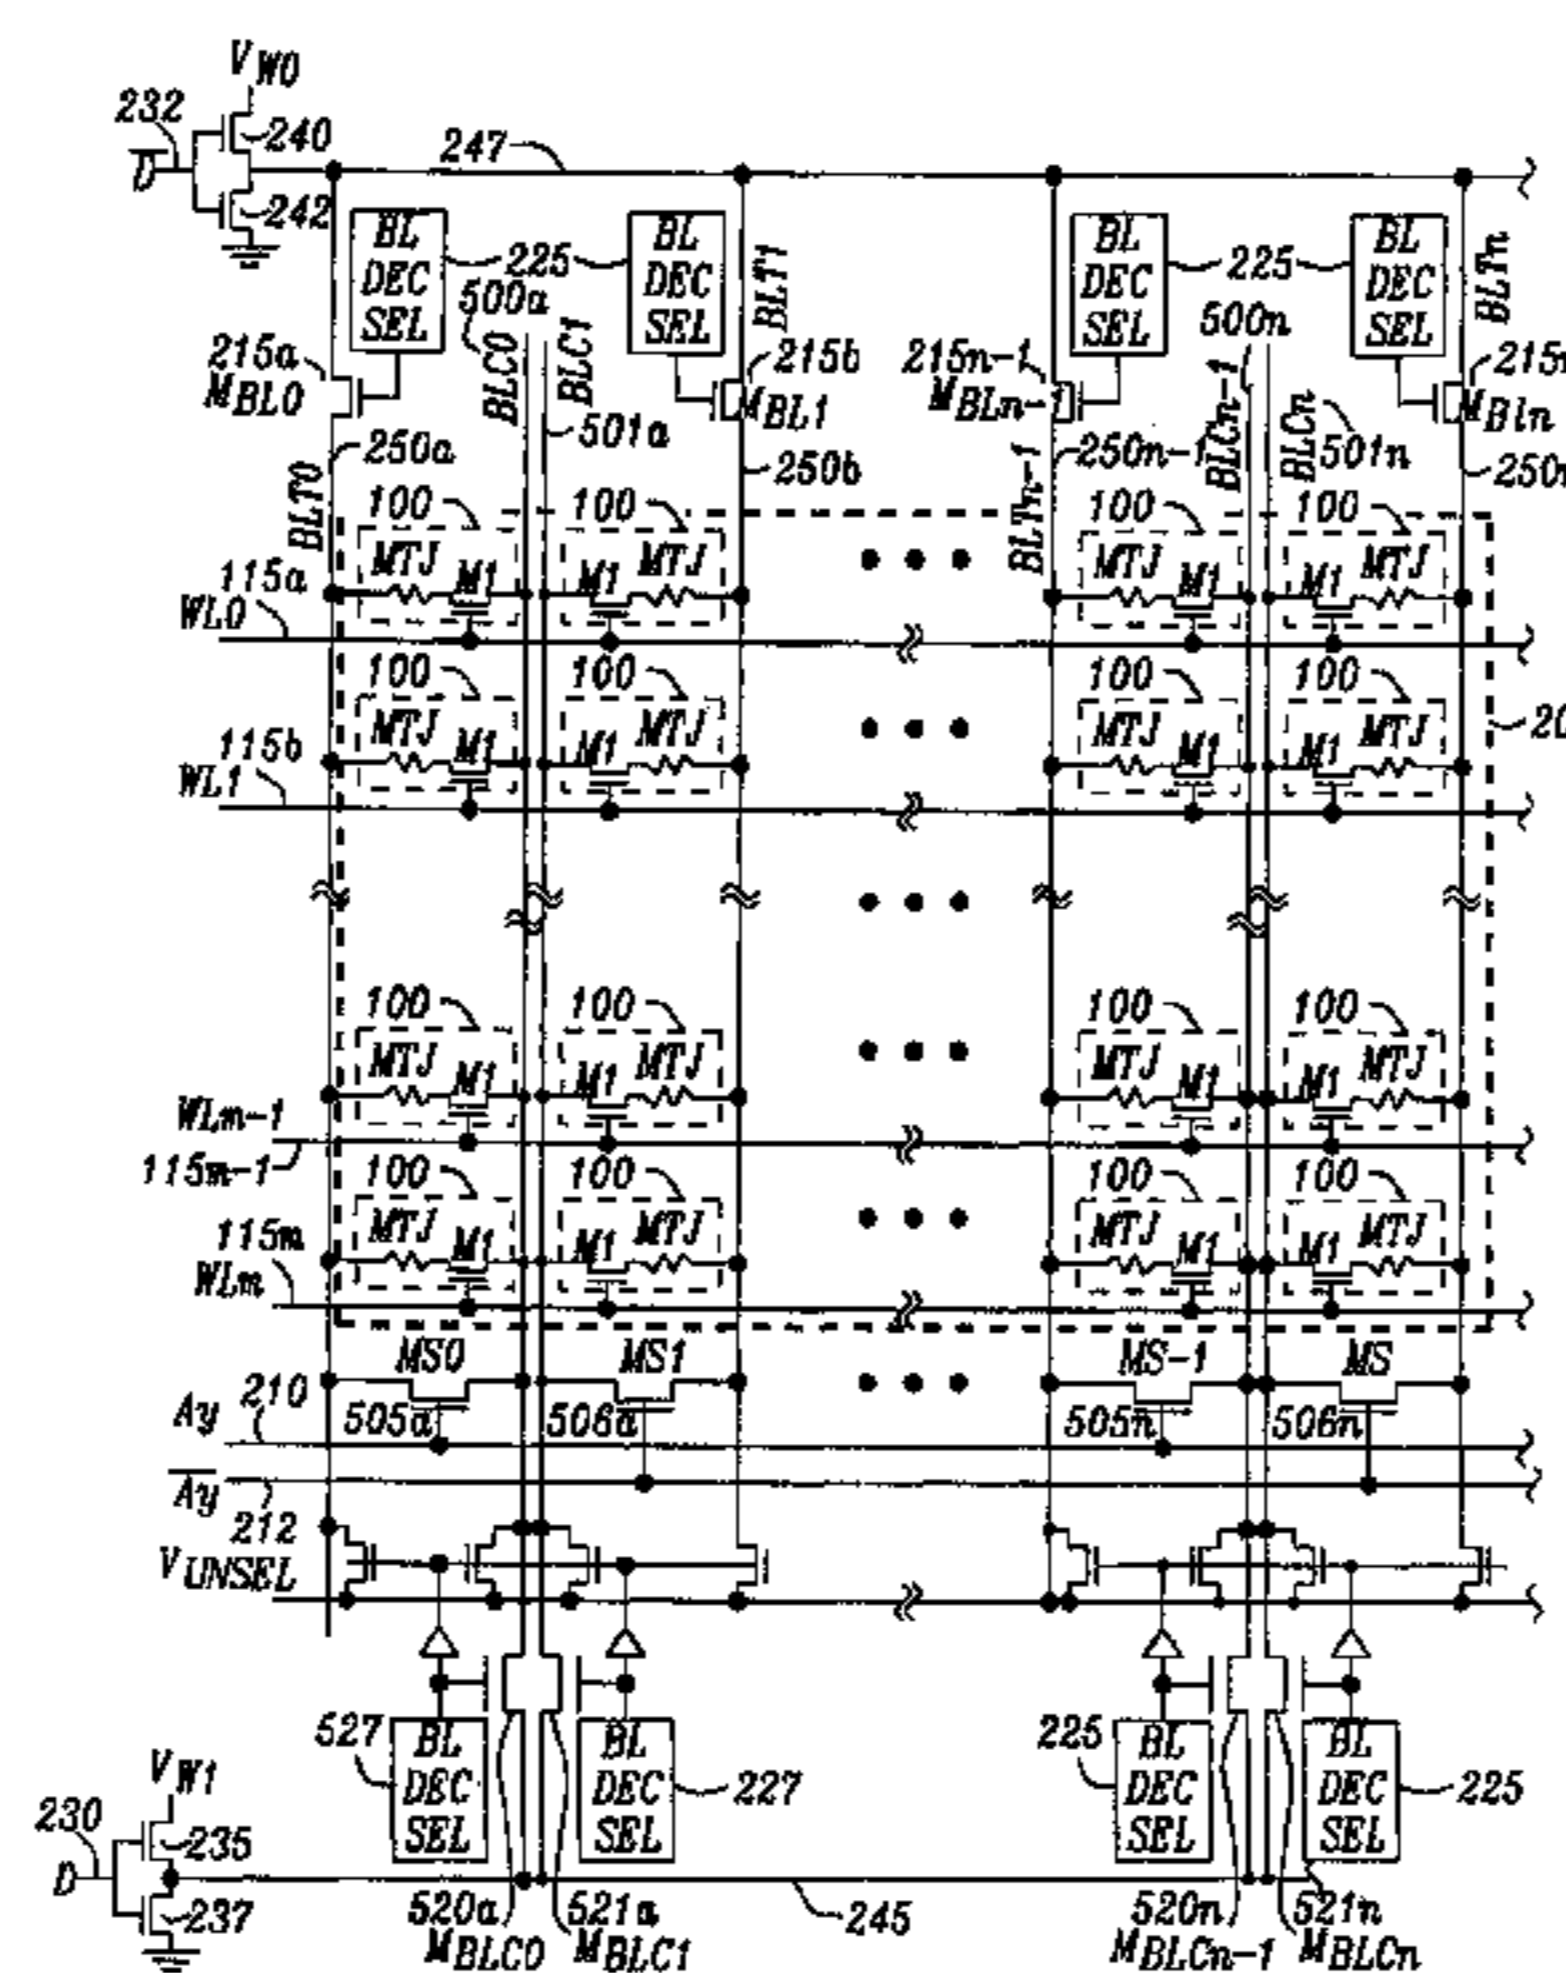 V W0
232
240
D
242
247
BL DEC SEL
225
BL DEC SEL
BLT1
BL DEC SEL
225
BL DEC SEL
BLTn
500a
BLC0
BLC1
500n
215a
MBL0
215b
MBL1
215n-1
MBLn-1
BLCn-1
BLCn
MBln
501a
501n
250a
250b
250n-1
BLT0
BLTn-1
100 100 100 100
MTJ M1 M1 MTJ MTJ M1 M1 MTJ
115a
WL0
100 100 100 100
MTJ M1 M1 MTJ MTJ M1 M1 MTJ
115b
WL1
100 100 100 100
MTJ M1 M1 MTJ MTJ M1 M1 MTJ
WLm-1
115m-1
100 100 100 100
MTJ M1 M1 MTJ MTJ M1 M1 MTJ
115m
WLm
MS0 MS1 MS-1 MS
Ay 210
505a 506a 505n 506n
Ay
212
VUNSEL
527
BL DEC SEL
BL DEC SEL
227
225
BL DEC SEL
BL DEC SEL
225
VW1
230
235
D
237
245
520a
MBLC0
521a
MBLC1
520n
MBLCn-1
521n
MBLCn